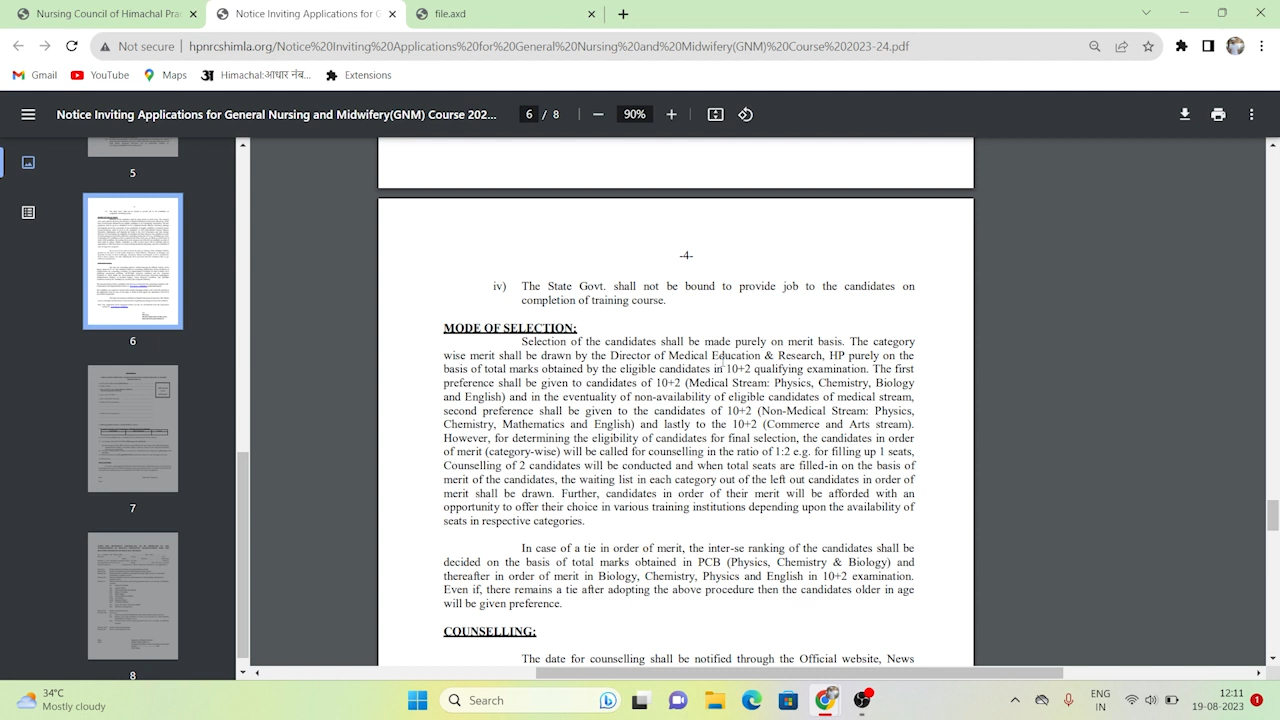 Nursing Council of Himachal Pra
Notice Inviting Applications for G
file.axd
Not secure
hpnrcshimla.org/Notice%20Inviting%20Applications%20for%20General%20Nursing%20and%20Midwifery(GNM)%20Course%202023-24.pdf
Gmail
YouTube
Maps
Himachal:आधार नंब...
Extensions
Notice Inviting Applications for General Nursing and Midwifery(GNM) Course 202...
6 / 8
90%
5
6
7
8
-4-
iv) The State Govt. shall not be bound to provide job to the candidates on
completion of training course.
MODE OF SELECTION:
Selection of the candidates shall be made purely on merit basis. The category
wise merit shall be drawn by the Director of Medical Education & Research, HP purely on the
basis of total marks obtained by the eligible candidates in 10+2 qualifying examination. The first
preference shall be given to candidates of 10+2 (Medical Stream: Physics, Chemistry, Biology
and English) and in the eventuality of non-availability of eligible candidates of medical stream,
second preference shall be given to the candidates of 10+2 (Non-Medical Stream: Physics,
Chemistry, Mathematics and English) and lastly to the 10+2 (Commerce and Arts stream).
However, for determining the eligibility of candidates for final selection, the candidates in order
of merit (category-wise) will be called for counselling in the ratio of 1:2 e.g. for filling up 1 seats,
Counselling of 2 candidates will be conducted and when total seats are filled-in on the basis of
marit of the candidates, the waiting list in each category out of the left out candidates in order of
merit shall be drawn. Further, candidates in order of their merit will be afforded with an
opportunity to offer their choice in various training institutions depending upon the availability of
seats in respective categories.
In case of a tie in order of merit, the inter-se ranking of the candidates shall be
decided on the basis of total marks obtained in PCB (Physics, Chemistry & Biology) and
thereafter in order of merit in Biology, Chemistry, Physics and English in 10+2 examination.
Even if, there remains a tie after adopting the above procedure then the candidates older in age
will be given preference.
COUNSELLING:
The date for counselling shall be notified through the Official website, News
34°C
Mostly cloudy
Search
ENG
IN
12:11
19-08-2023
1